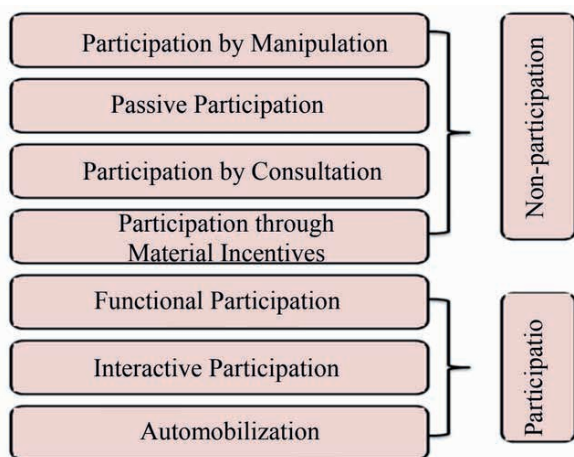 Participation by Manipulation
Passive Participation
Participation by Consultation
Participation through
Material Incentives
Functional Participation
Interactive Participation
Automobilization
Non-participation
Participatio